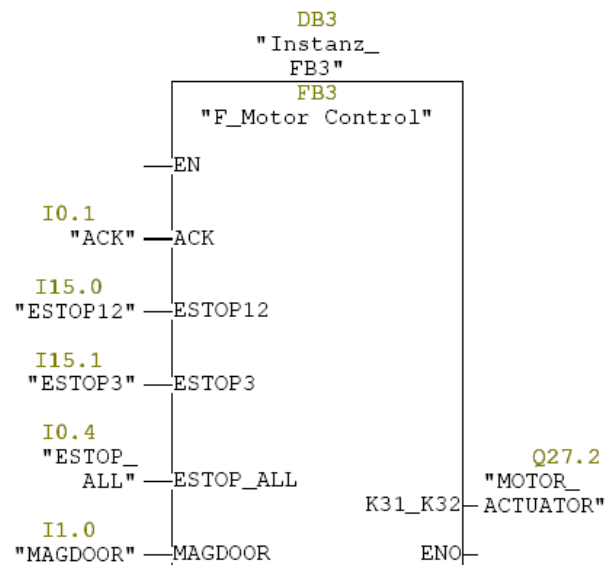 DB3
"Instanz_
FB3"
FB3
"F_Motor Control"
EN
I0.1
"ACK" ACK
I15.0
"ESTOP12" ESTOP12
I15.1
"ESTOP3" ESTOP3
I0.4
"ESTOP_
ALL" ESTOP_ALL
Q27.2
"MOTOR_
K31_K32 ACTUATOR"
I1.0
"MAGDOOR" MAGDOOR ENO